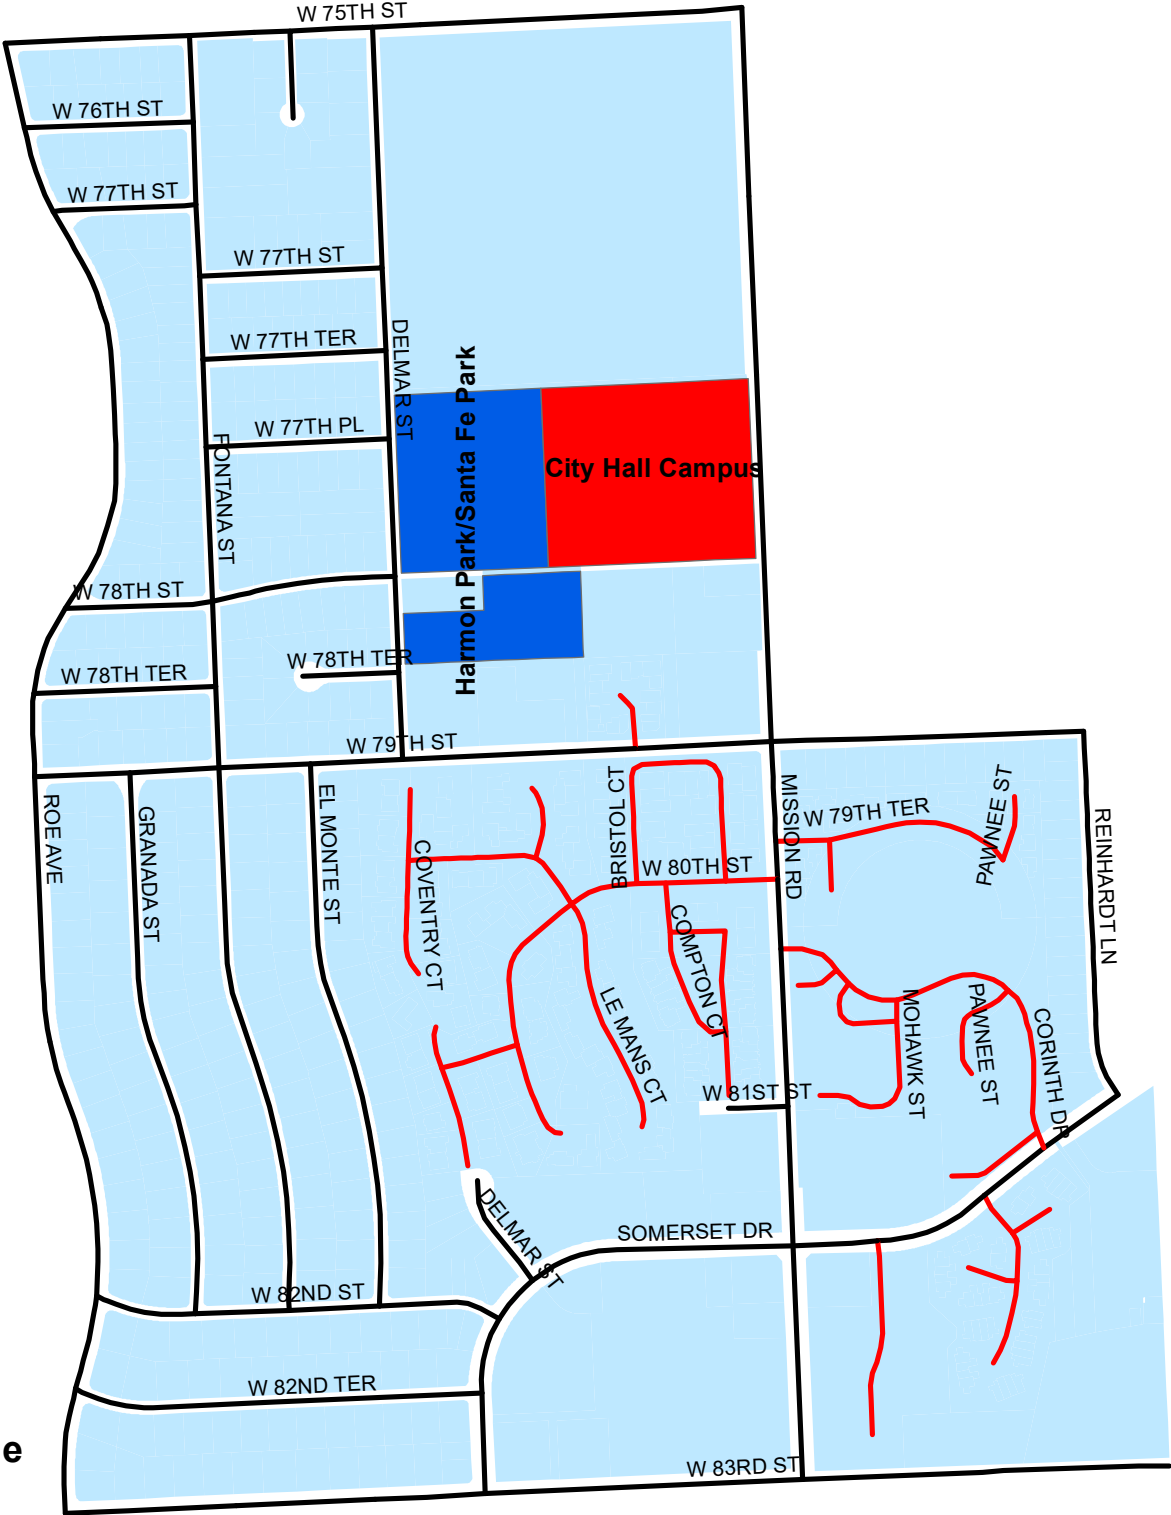 W 75TH ST
W 76TH ST
W 77TH ST
W 77TH ST
W 77TH TER
DELMAR ST
Harmon Park/Santa Fe Park
W 77TH PL
FONTANA ST
City Hall Campus
W 78TH ST
W 78TH TER
W 78TH TER
W 79TH ST
ROE AVE
GRANADA ST
EL MONTE ST
COVENTRY CT
BRISTOL CT
MISSION RD
W 79TH TER
PAWNEE ST
REINHARDT LN
W 80TH ST
COMPTON CT
LE MANS CT
MOHAWK ST
PAWNEE ST
CORINTH DR
W 81ST ST
DELMAR ST
SOMERSET DR
W 82ND ST
W 82ND TER
e
W 83RD ST